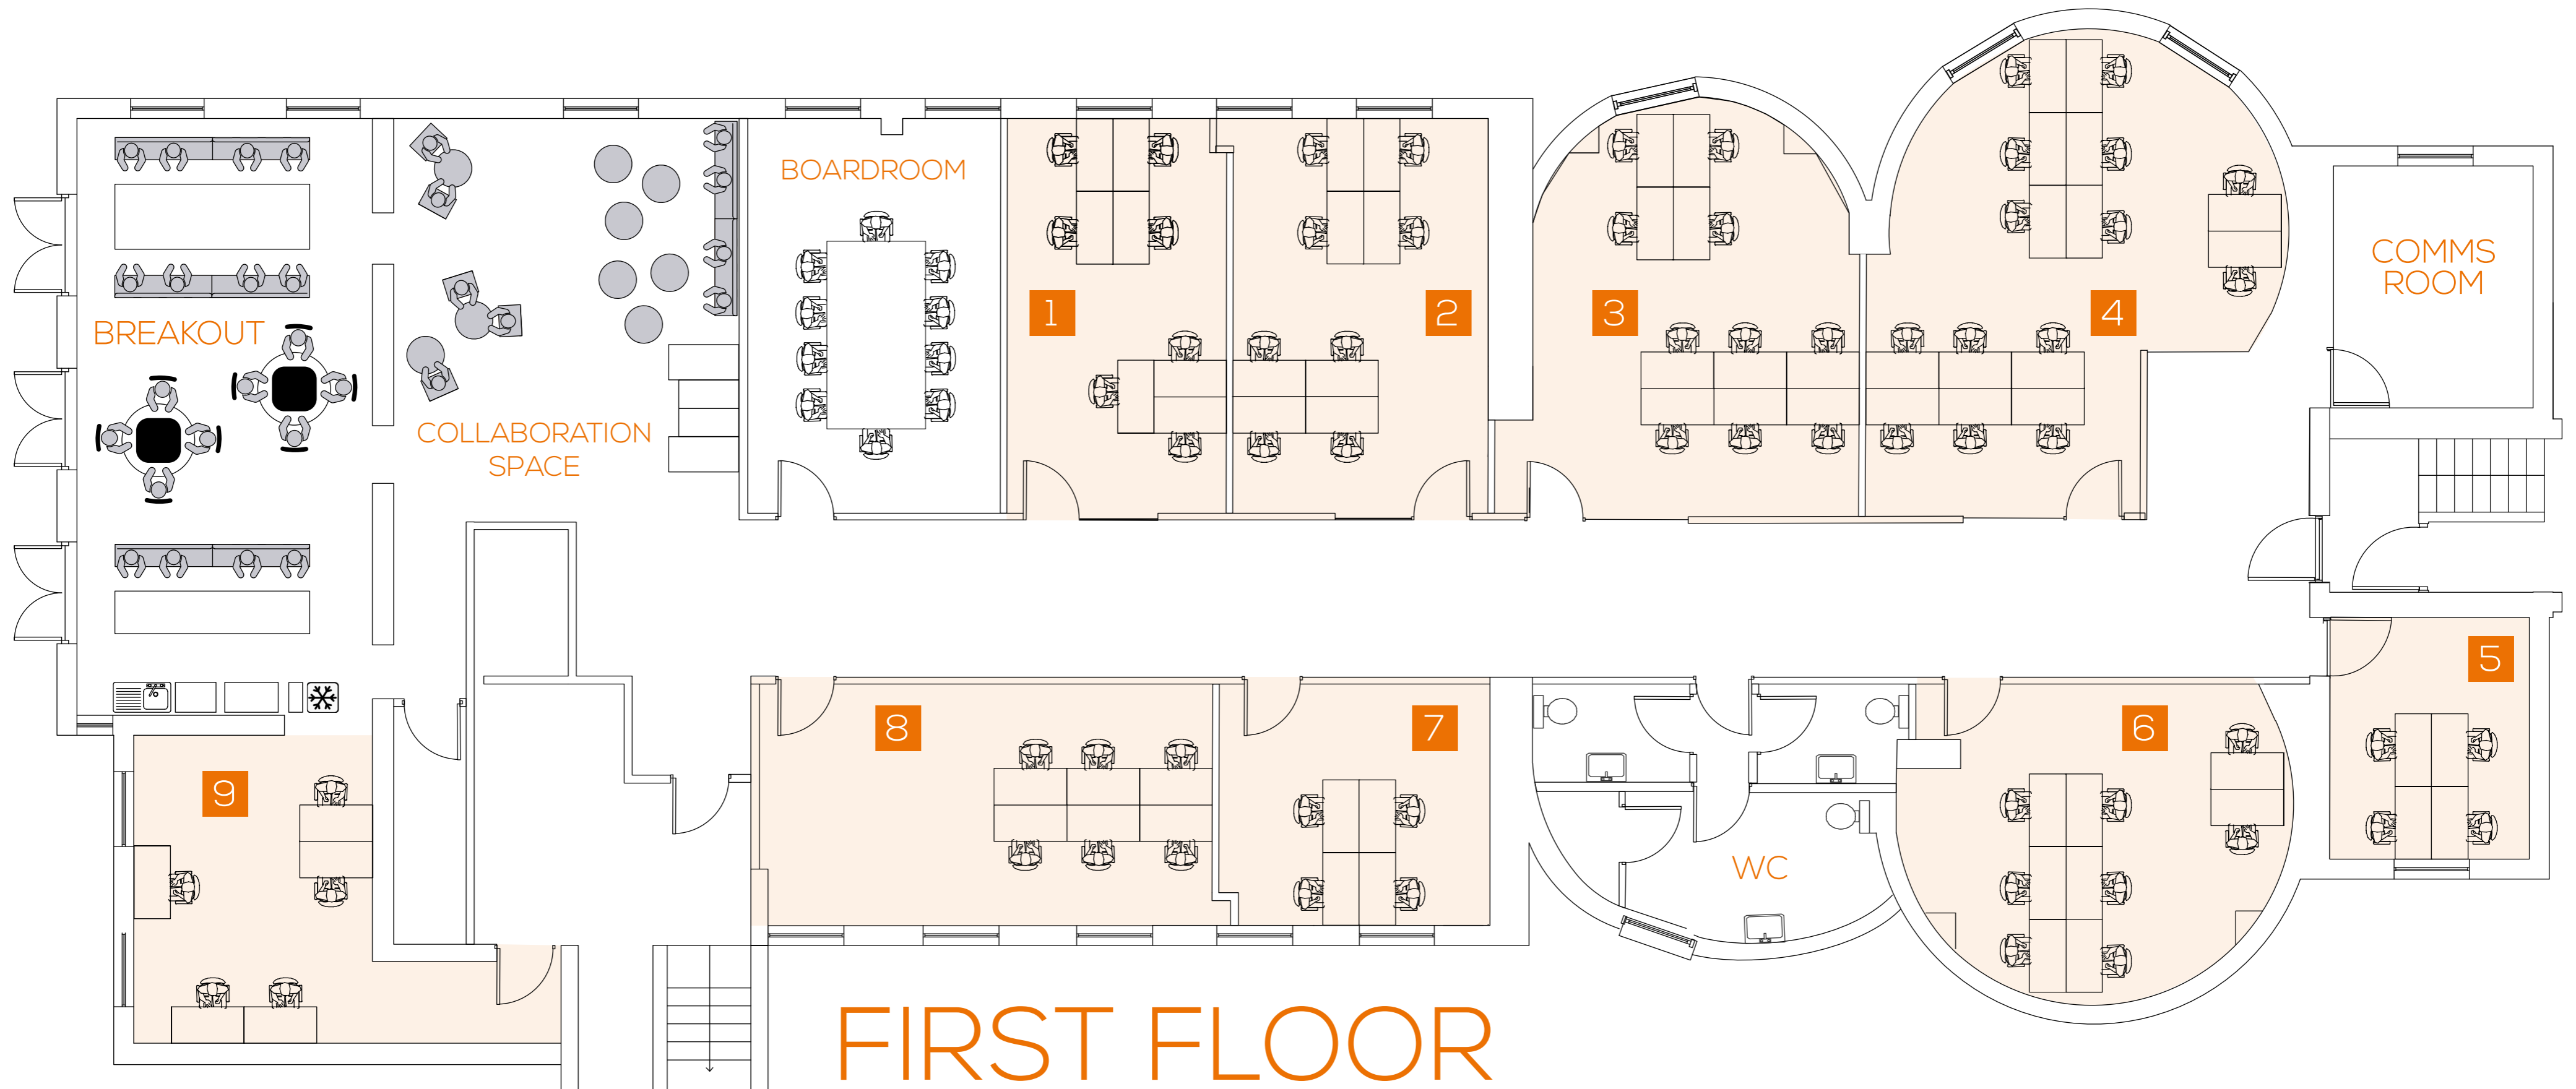 BOARDROOM
COMMS
ROOM
1
2
3
4
BREAKOUT
COLLABORATION
SPACE
5
8
7
6
9
WC
FIRST FLOOR